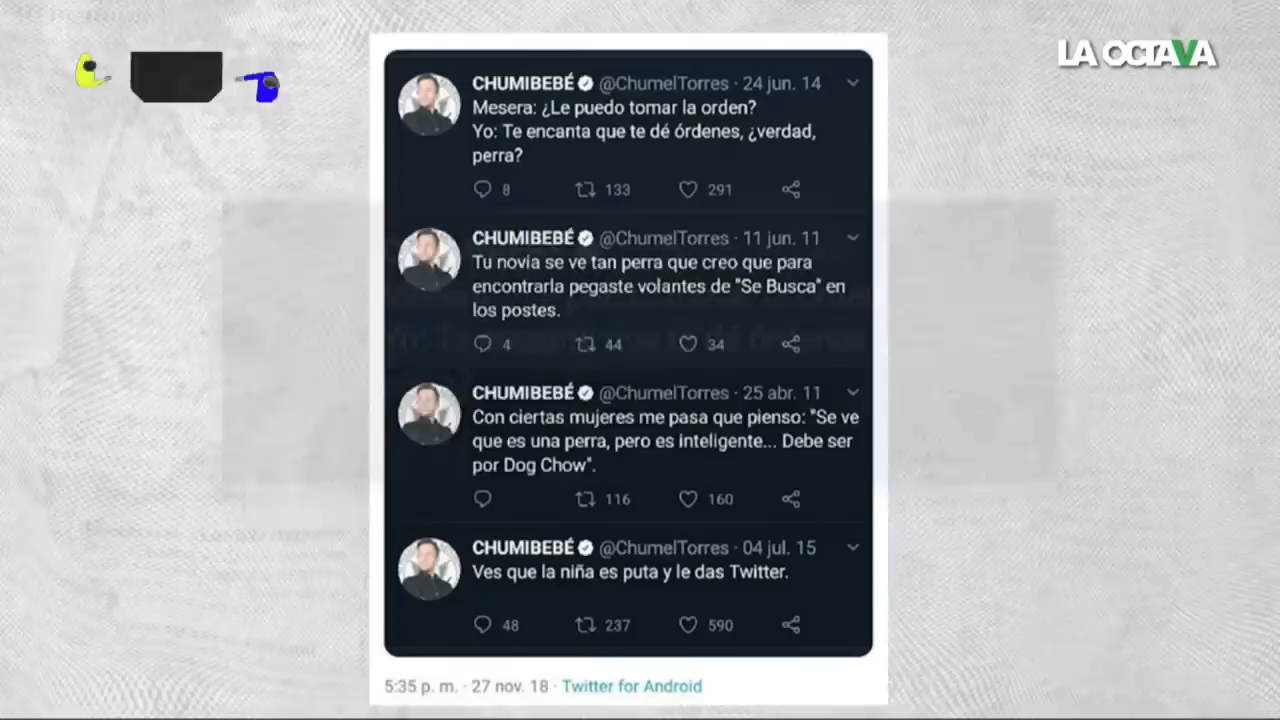 LA OCTAVA
CHUMIBEBÉ @ChumelTorres · 24 jun. 14
Mesera: ¿Le puedo tomar la orden?
Yo: Te encanta que te dé órdenes, ¿verdad,
perra?
8 133 291
CHUMIBEBÉ @ChumelTorres · 11 jun. 11
Tu novia se ve tan perra que creo que para
encontrarla pegaste volantes de "Se Busca" en
los postes.
4 44 34
CHUMIBEBÉ @ChumelTorres · 25 abr. 11
Con ciertas mujeres me pasa que pienso: "Se ve
que es una perra, pero es inteligente... Debe ser
por Dog Chow".
116 160
CHUMIBEBÉ @ChumelTorres · 04 jul. 15
Ves que la niña es puta y le das Twitter.
48 237 590
5:35 p. m. · 27 nov. 18 · Twitter for Android